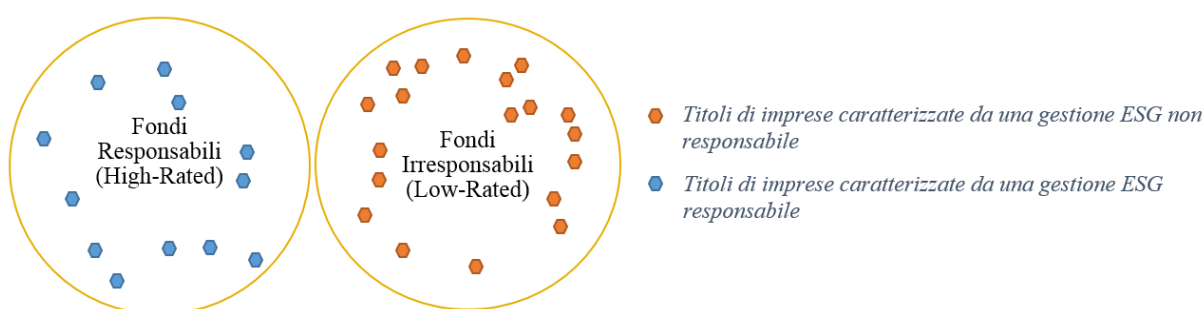 Fondi
Responsabili
(High-Rated)
Fondi
Irresponsabili
(Low-Rated)
Titoli di imprese caratterizzate da una gestione ESG non
responsabile
Titoli di imprese caratterizzate da una gestione ESG
responsabile